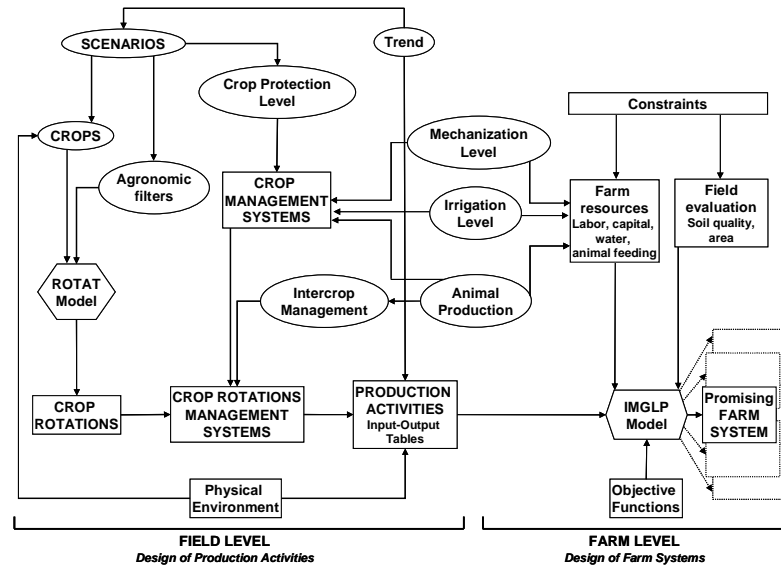 SCENARIOS
Trend
Crop Protection
Level
Constraints
CROPS
Mechanization
Level
Agronomic
filters
CROP
MANAGEMENT
SYSTEMS
Farm
resources
Labor, capital,
water,
animal feeding
Field
evaluation
Soil quality,
area
Irrigation
Level
ROTAT
Model
Intercrop
Management
Animal
Production
CROP
ROTATIONS
CROP ROTATIONS
MANAGEMENT
SYSTEMS
PRODUCTION
ACTIVITIES
Input-Output
Tables
IMGLP
Model
Promising
FARM
SYSTEM
Physical
Environment
Objective
Functions
FIELD LEVEL
Design of Production Activities
FARM LEVEL
Design of Farm Systems